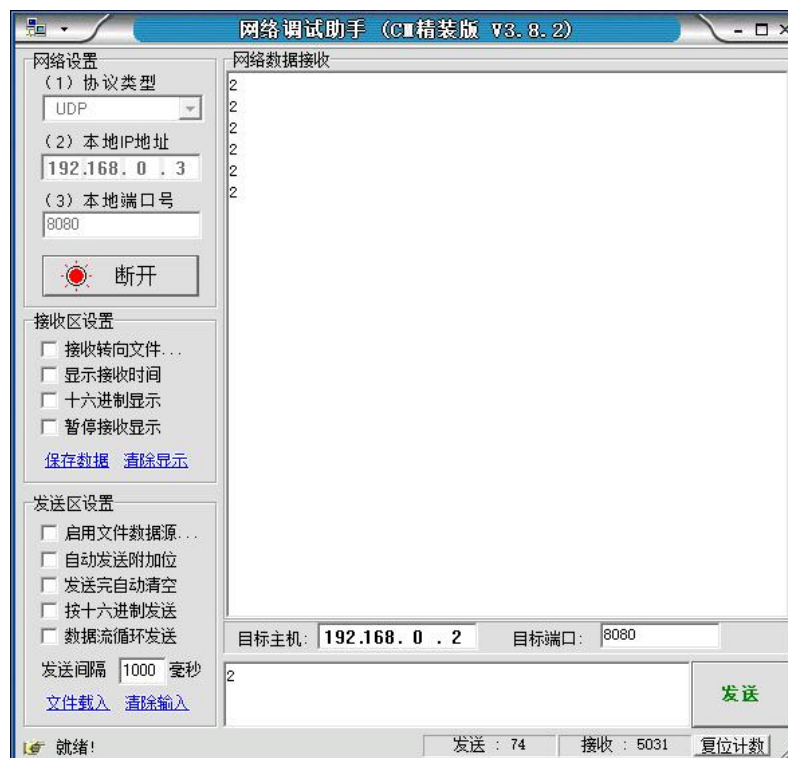 网络调试助手 (CⅢ精装版 V3.8.2)
网络设置
(1) 协议类型
UDP
(2) 本地IP地址
192.168. 0 . 3
(3) 本地端口号
8080
断开
接收区设置
接收转向文件...
显示接收时间
十六进制显示
暂停接收显示
保存数据 清除显示
发送区设置
启用文件数据源...
自动发送附加位
发送完自动清空
按十六进制发送
数据流循环发送
发送间隔 1000 毫秒
文件载入 清除输入
网络数据接收
2
2
2
2
2
2
目标主机: 192.168. 0 . 2 目标端口: 8080
2
发送
就绪!
发送 : 74 接收 : 5031 复位计数